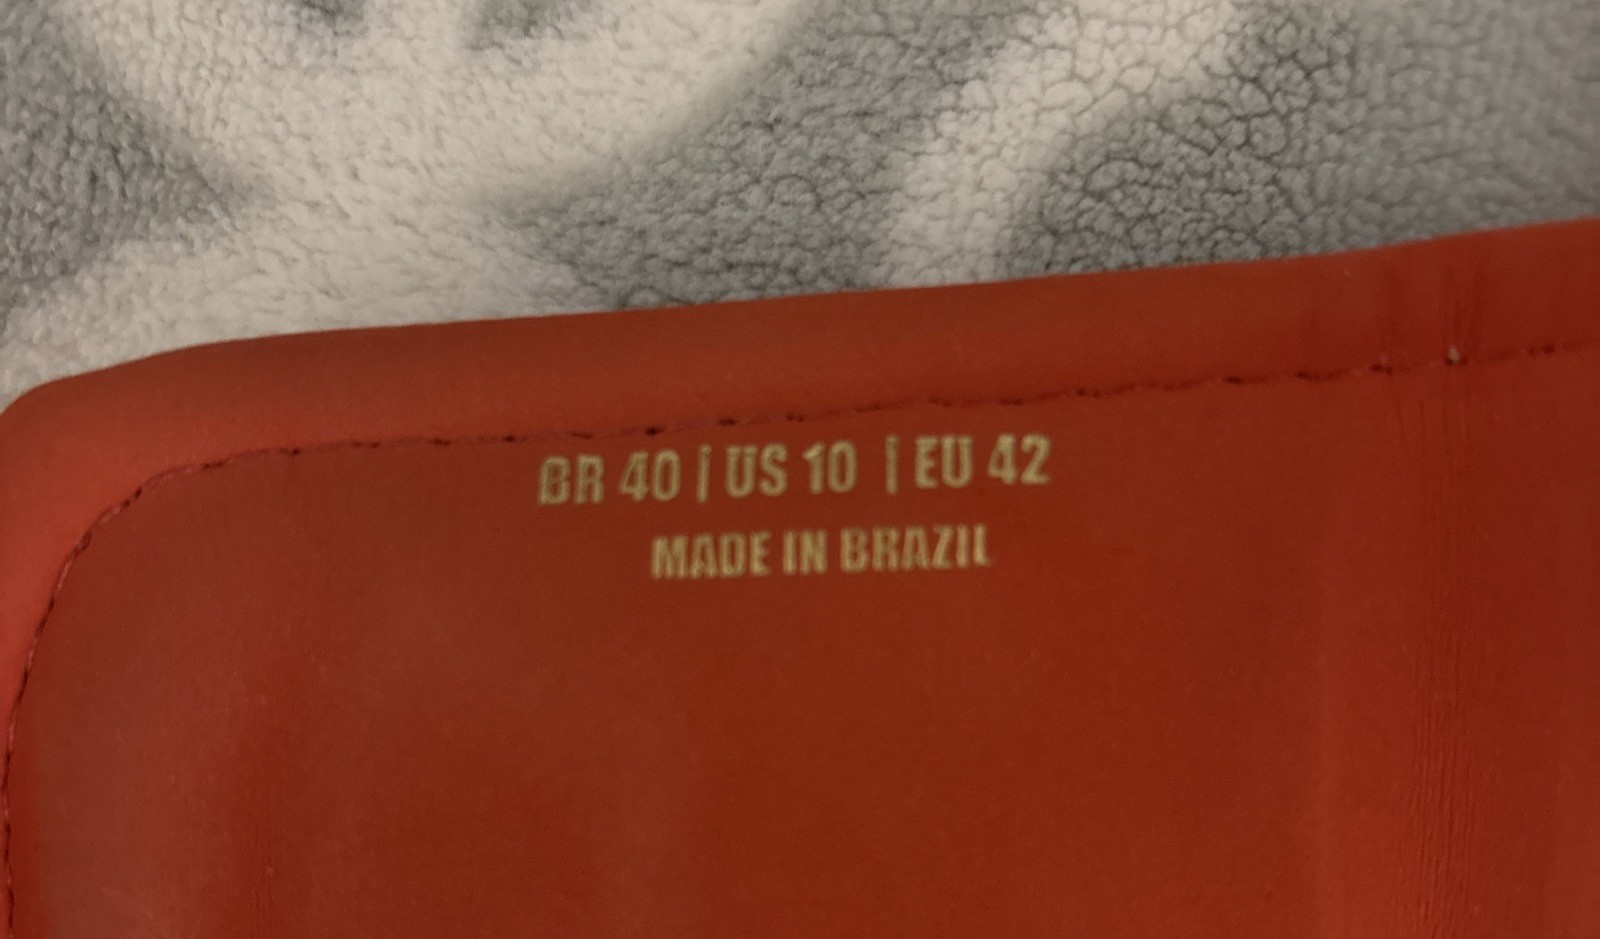 BR 40 | US 10 | EU 42
MADE IN BRAZIL